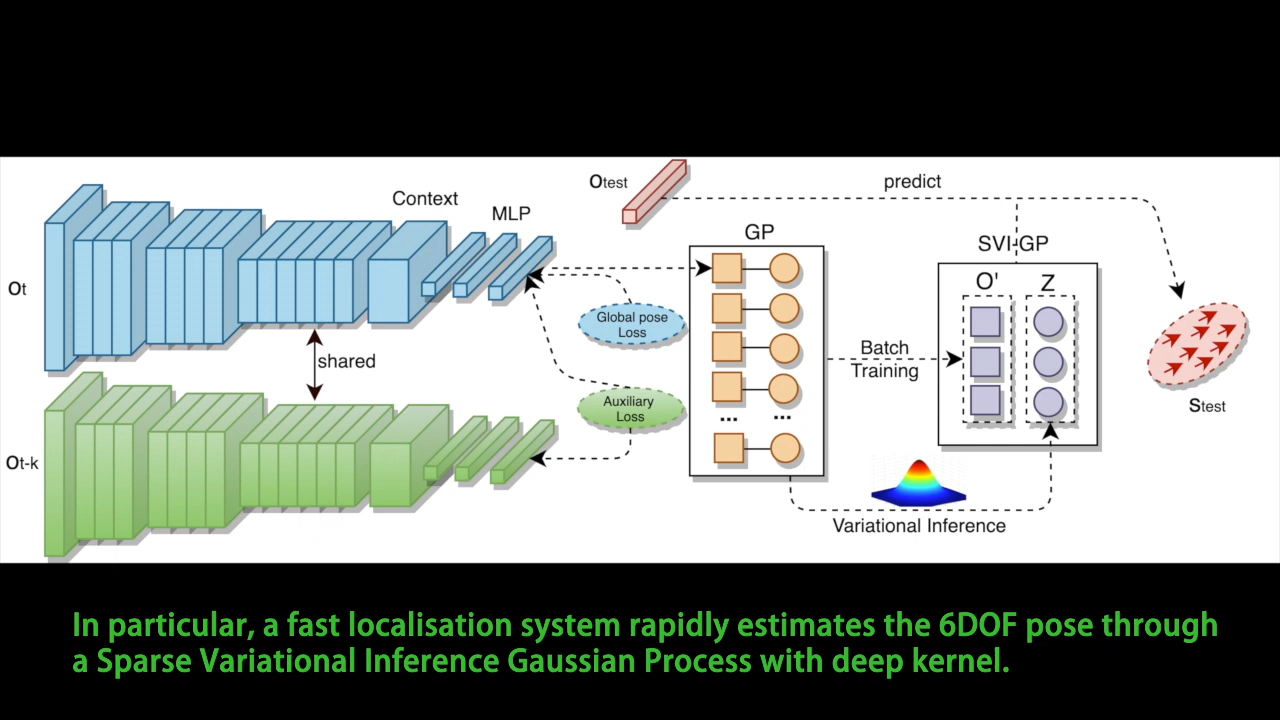 Otest
predict
Context
MLP
GP
SVI-GP
O'
Z
Ot
Global pose
Loss
shared
Batch
Training
Auxiliary
Loss
Stest
...
...
Ot-k
Variational Inference
In particular, a fast localisation system rapidly estimates the 6DOF pose through
a Sparse Variational Inference Gaussian Process with deep kernel.